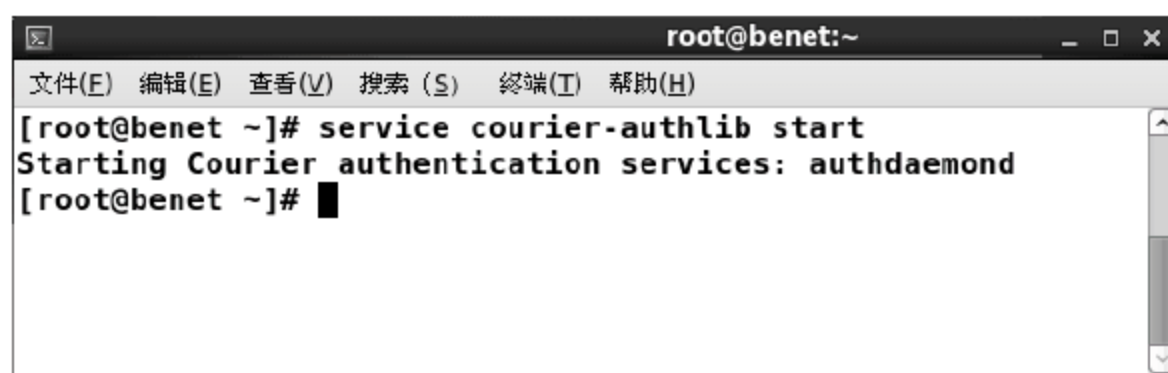 root@benet:~
文件(F) 编辑(E) 查看(V) 搜索 (S) 终端(T) 帮助(H)
[root@benet ~]# service courier-authlib start
Starting Courier authentication services: authdaemond
[root@benet ~]#